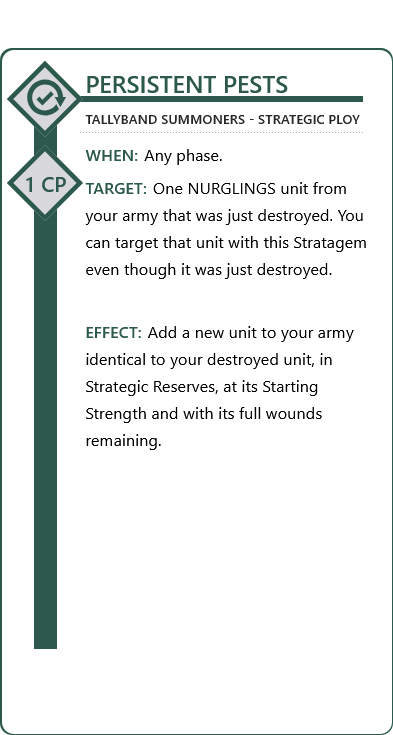 PERSISTENT PESTS
TALLYBAND SUMMONERS - STRATEGIC PLOY
1 CP
WHEN: Any phase.
TARGET: One NURGLINGS unit from
your army that was just destroyed. You
can target that unit with this Stratagem
even though it was just destroyed.
EFFECT: Add a new unit to your army
identical to your destroyed unit, in
Strategic Reserves, at its Starting
Strength and with its full wounds
remaining.